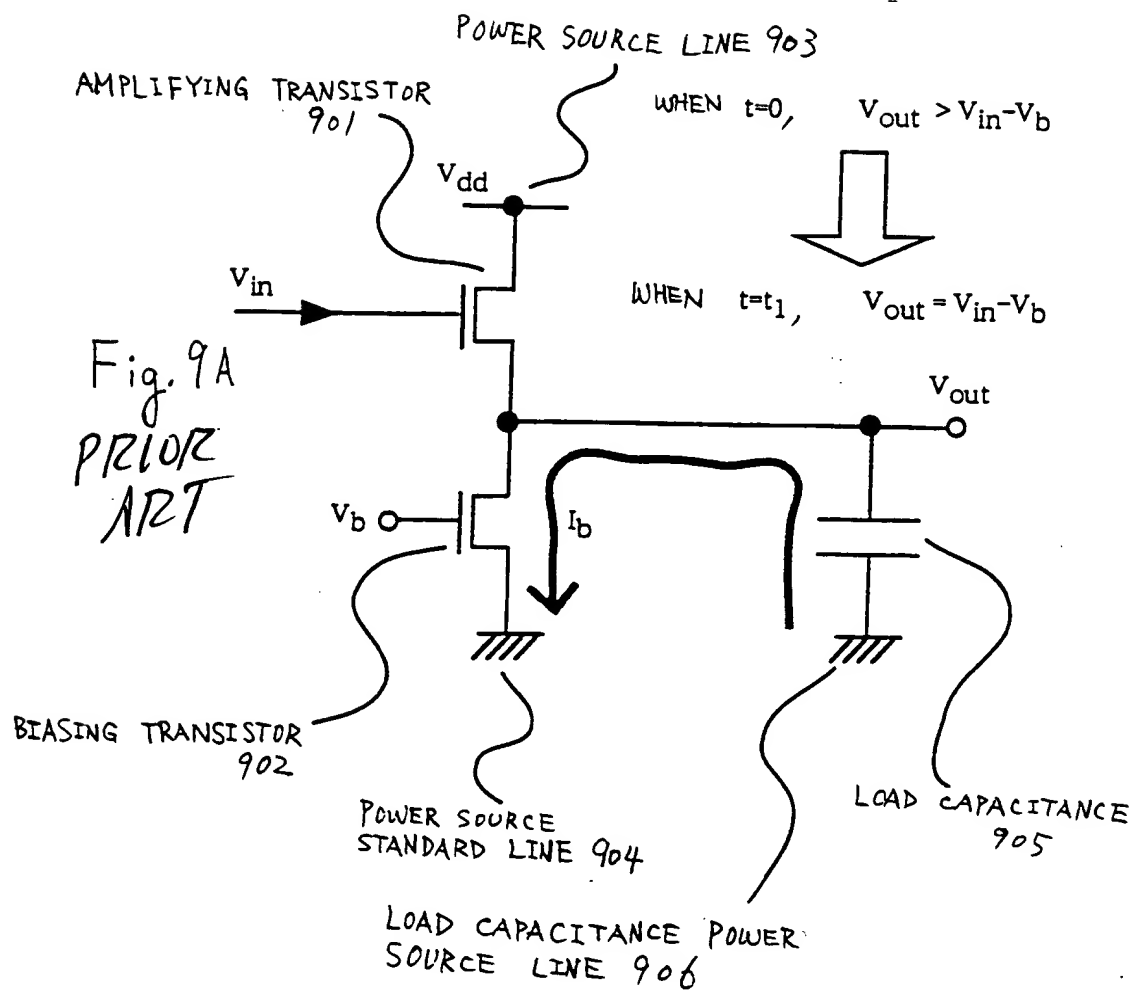 POWER SOURCE LINE 903
AMPLIFYING TRANSISTOR
901
WHEN t=0, Vout > Vin-Vb
Vdd
Vin
WHEN t=t1, Vout = Vin-Vb
Fig. 9A
PRIOR
ART
Vout
Vb
Ib
BIASING TRANSISTOR
902
POWER SOURCE
STANDARD LINE 904
LOAD CAPACITANCE
905
LOAD CAPACITANCE POWER
SOURCE LINE 906